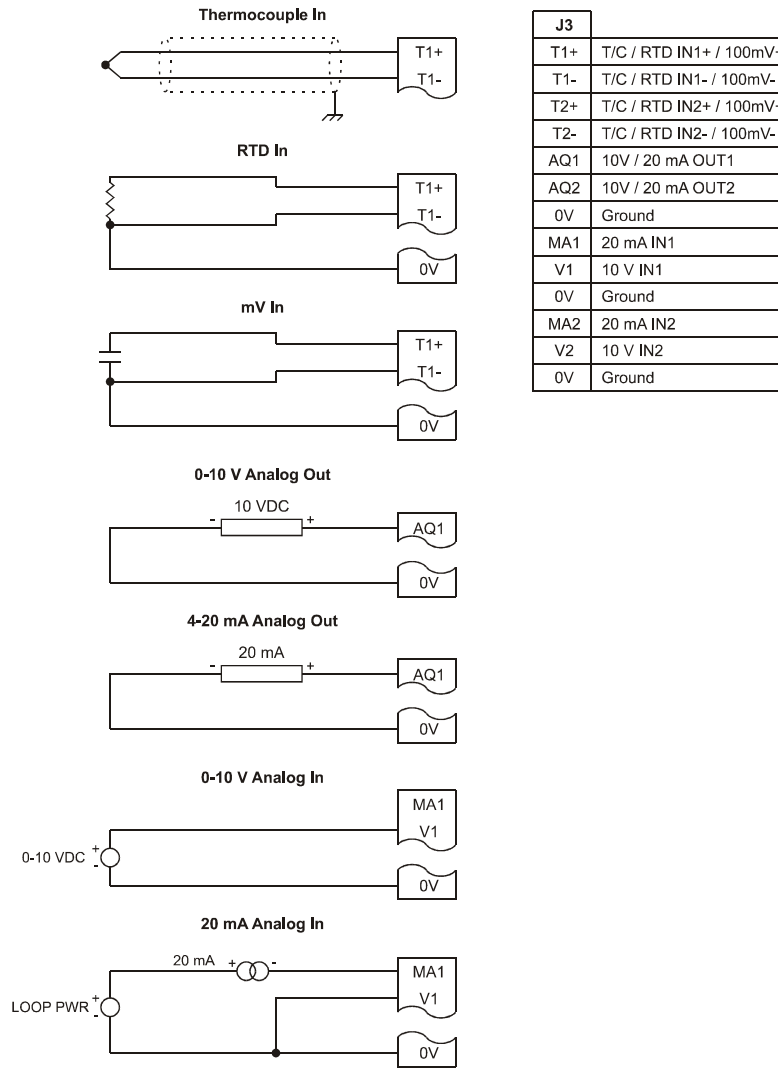 Thermocouple In
T1+
T1-
RTD In
T1+
T1-
0V
mV In
T1+
T1-
0V
0-10 V Analog Out
- 10 VDC +
AQ1
0V
4-20 mA Analog Out
- 20 mA +
AQ1
0V
0-10 V Analog In
MA1
V1
0-10 VDC + -
0V
20 mA Analog In
20 mA + -
MA1
V1
LOOP PWR + -
0V
J3
T1+ T/C / RTD IN1+ / 100mV+
T1- T/C / RTD IN1- / 100mV-
T2+ T/C / RTD IN2+ / 100mV+
T2- T/C / RTD IN2- / 100mV-
AQ1 10V / 20 mA OUT1
AQ2 10V / 20 mA OUT2
0V Ground
MA1 20 mA IN1
V1 10 V IN1
0V Ground
MA2 20 mA IN2
V2 10 V IN2
0V Ground